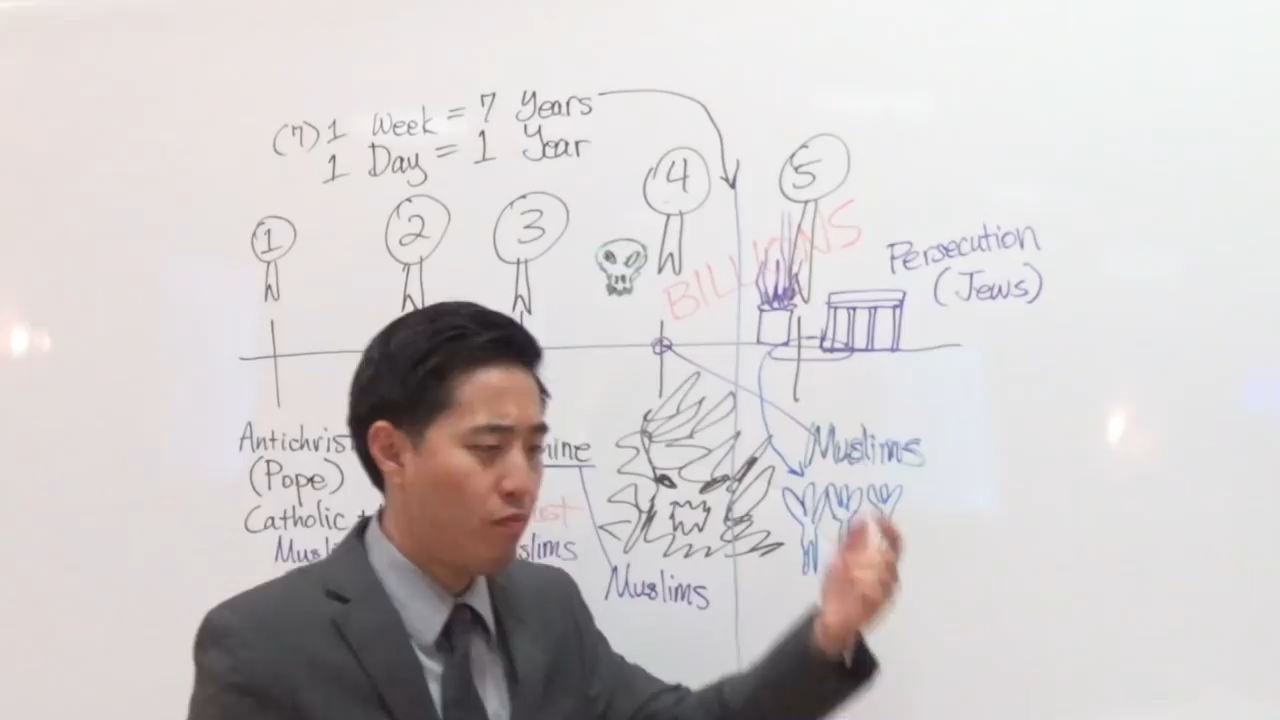 (7) 1 Week = 7 Years
1 Day = 1 Year
1
2
3
4
5
BILLIONS
Persecution
(Jews)
Antichrist
(Pope)
Catholic +
Muslims
Muslims